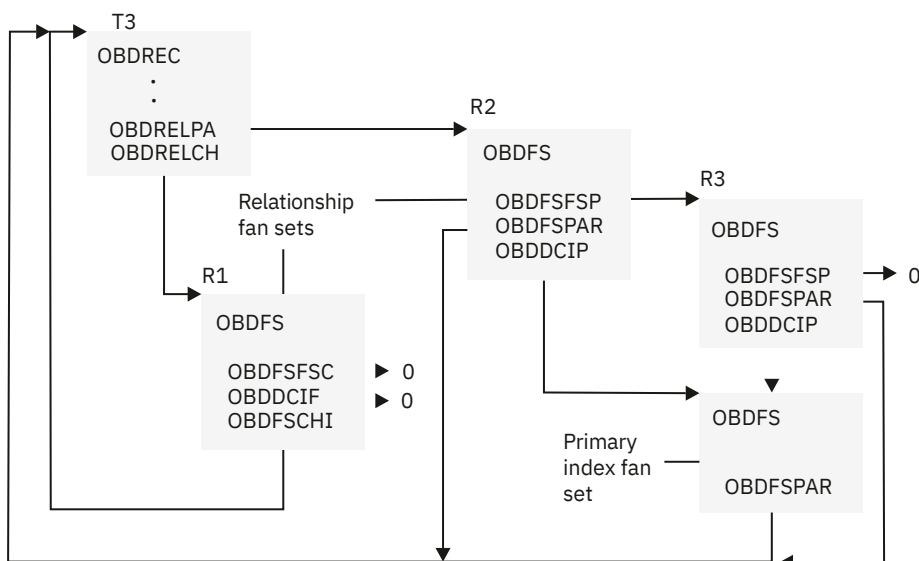 T3
OBDREC
.
.
OBDRELPA
OBDRELCH
R2
OBDFS
OBDFSFSP
OBDFSPAR
OBDDCIP
R3
OBDFS
OBDFSFSP
0
OBDFSPAR
OBDDCIP
Relationship
fan sets
R1
OBDFS
OBDFSFSC
0
OBDDCIF
0
OBDFSCHI
OBDFS
OBDFSPAR
Primary
index fan
set